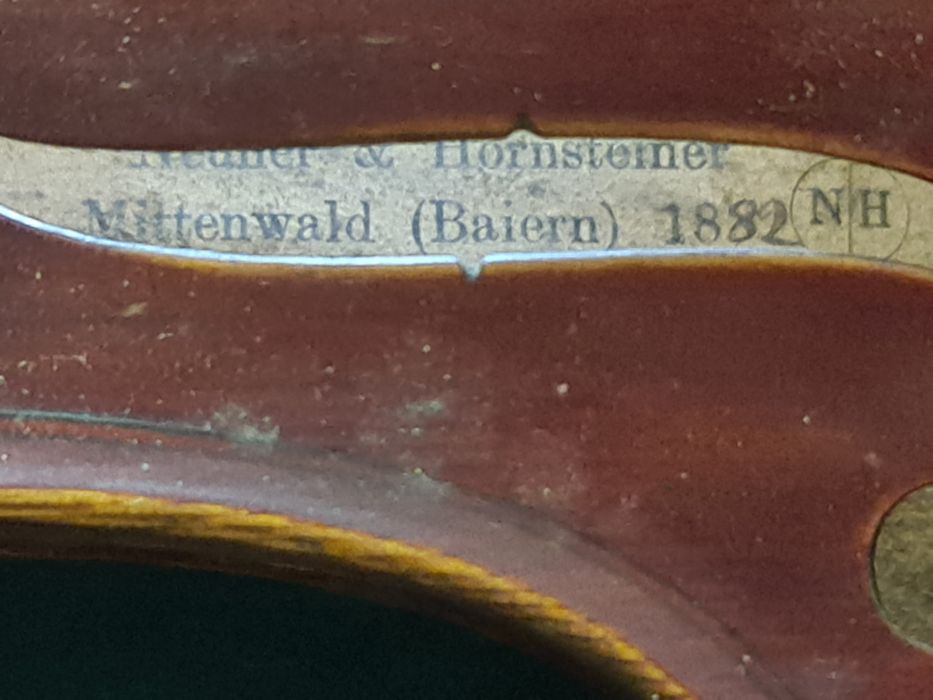 Neuner & Hornsteiner
Mittenwald (Baiern) 1882 NH